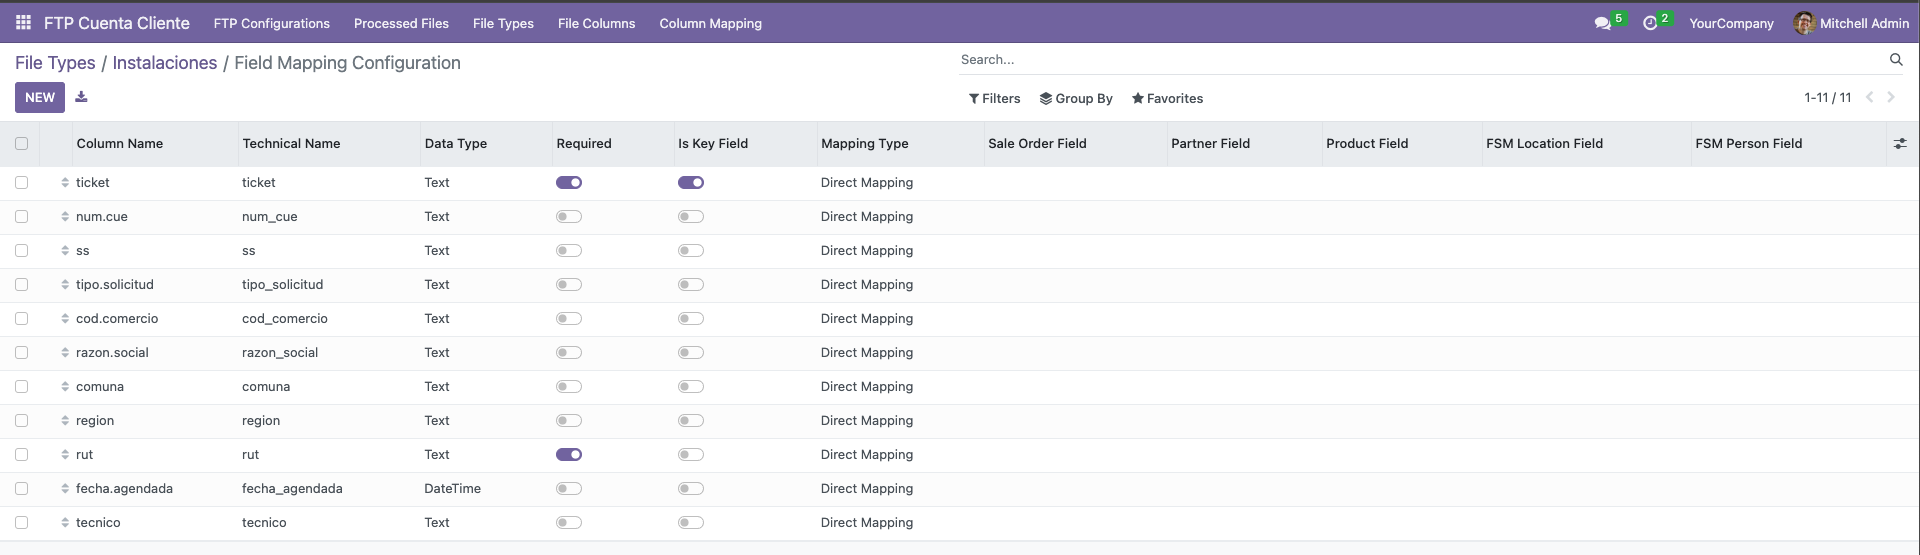 FTP Cuenta Cliente FTP Configurations Processed Files File Types File Columns Column Mapping 5 2 YourCompany Mitchell Admin
File Types / Instalaciones / Field Mapping Configuration Search...
NEW Filters Group By Favorites 1-11 / 11
Column Name Technical Name Data Type Required Is Key Field Mapping Type Sale Order Field Partner Field Product Field FSM Location Field FSM Person Field
ticket ticket Text Direct Mapping
num.cue num_cue Text Direct Mapping
ss ss Text Direct Mapping
tipo.solicitud tipo_solicitud Text Direct Mapping
cod.comercio cod_comercio Text Direct Mapping
razon.social razon_social Text Direct Mapping
comuna comuna Text Direct Mapping
region region Text Direct Mapping
rut rut Text Direct Mapping
fecha.agendada fecha_agendada DateTime Direct Mapping
tecnico tecnico Text Direct Mapping